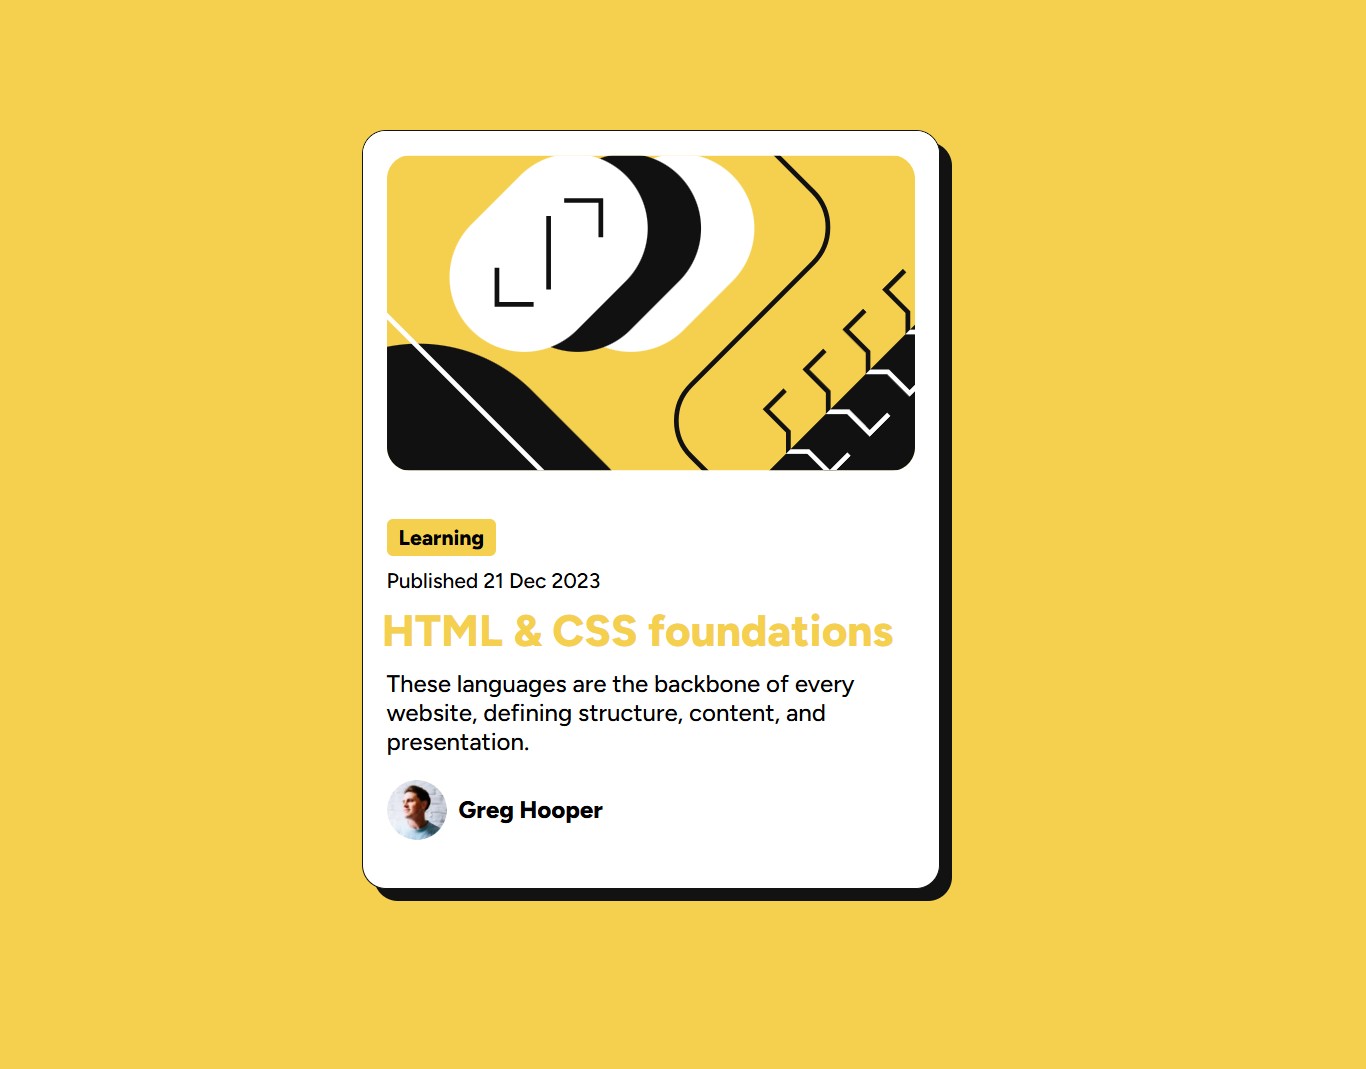 Learning
Published 21 Dec 2023
HTML & CSS foundations
These languages are the backbone of every
website, defining structure, content, and
presentation.
Greg Hooper